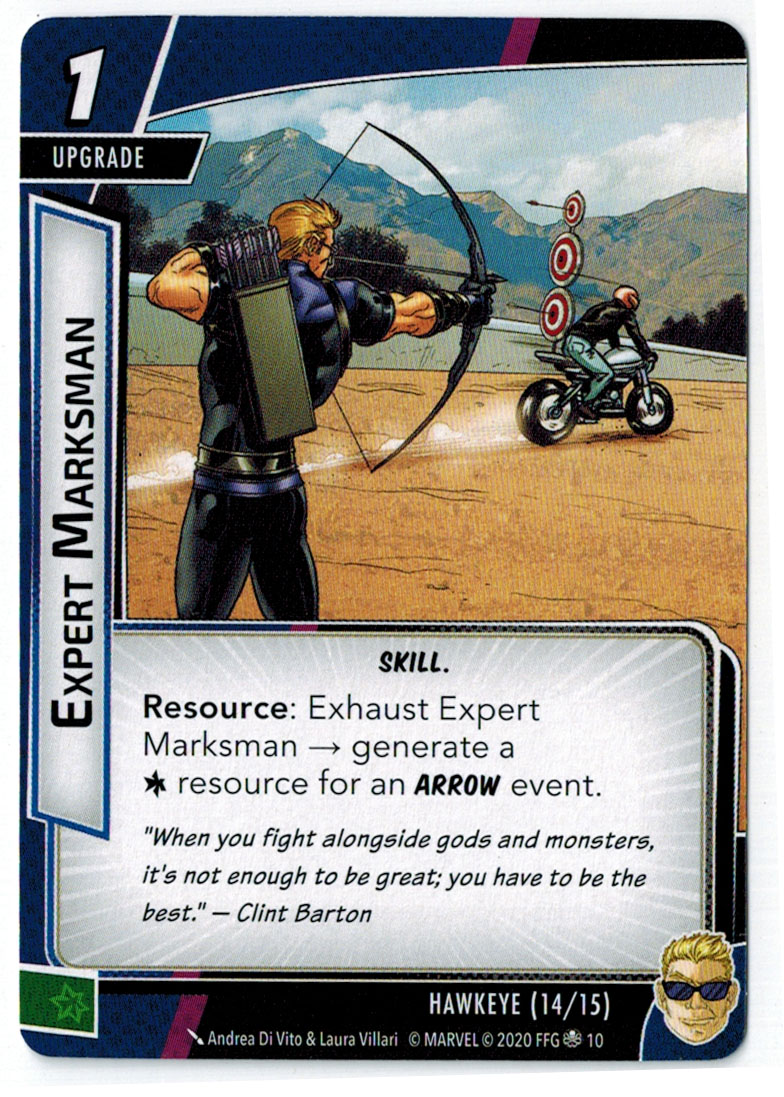 1
UPGRADE
EXPERT MARKSMAN
SKILL.
Resource: Exhaust Expert
Marksman → generate a
resource for an ARROW event.
"When you fight alongside gods and monsters,
it's not enough to be great; you have to be the
best." — Clint Barton
HAWKEYE (14/15)
Andrea Di Vito & Laura Villari © MARVEL © 2020 FFG 10